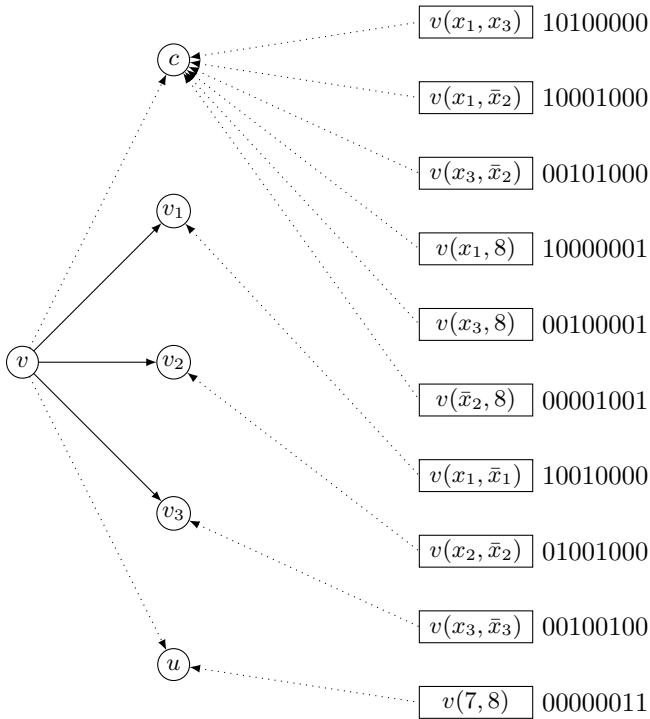 v(x₁, x₃) 10100000
c
v(x₁, x̄₂) 10001000
v(x₃, x̄₂) 00101000
v₁
v(x₁, 8) 10000001
v(x₃, 8) 00100001
v
v₂
v(x̄₂, 8) 00001001
v(x₁, x̄₁) 10010000
v₃
v(x₂, x̄₂) 01001000
v(x₃, x̄₃) 00100100
u
v(7, 8) 00000011